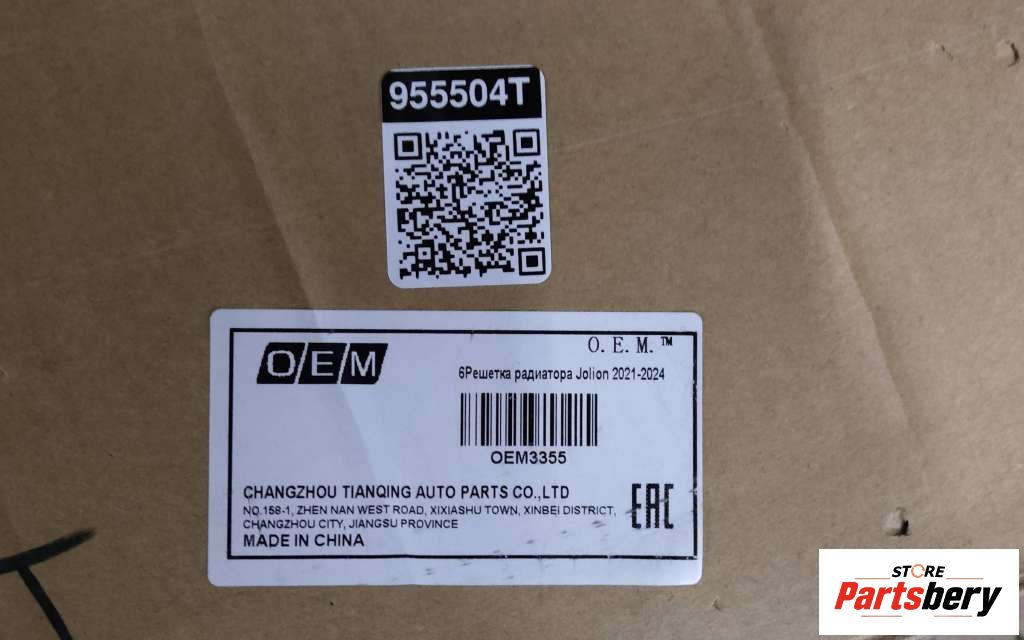 955504T
OEM
O. E. M.™
6Решетка радиатора Jolion 2021-2024
OEM3355
CHANGZHOU TIANQING AUTO PARTS CO.,LTD
NO.158-1, ZHEN NAN WEST ROAD, XIXIASHU TOWN, XINBEI DISTRICT,
CHANGZHOU CITY, JIANGSU PROVINCE
MADE IN CHINA
EAC
STORE
Partsbery